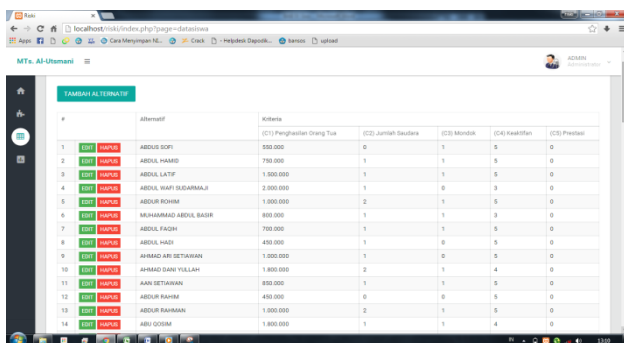 Riski
localhost/riski/index.php?page=datasiswa
Apps Cara Menyimpan NI... Crack - Helpdesk Dapodik... bansos upload
MTs. Al-Utsmani ADMIN
Administrator
TAMBAH ALTERNATIF
# Alternatif Kriteria
(C1) Penghasilan Orang Tua (C2) Jumlah Saudara (C3) Mondok (C4) Keaktifan (C5) Prestasi
1 EDIT HAPUS ABDUS SOFI 550.000 0 1 5 0
2 EDIT HAPUS ABDUL HAMID 750.000 1 1 5 0
3 EDIT HAPUS ABDUL LATIF 1.500.000 1 1 5 0
4 EDIT HAPUS ABDUL WAFI SUDARMAJI 2.000.000 1 0 3 0
5 EDIT HAPUS ABDUR ROHIM 1.000.000 2 1 5 0
6 EDIT HAPUS MUHAMMAD ABDUL BASIR 800.000 1 1 3 0
7 EDIT HAPUS ABDUL FAQIH 700.000 1 1 5 0
8 EDIT HAPUS ABDUL HADI 450.000 1 0 5 0
9 EDIT HAPUS AHMAD ARI SETIAWAN 1.000.000 1 0 5 0
10 EDIT HAPUS AHMAD DANI YULLAH 1.800.000 2 1 4 0
11 EDIT HAPUS AAN SETIAWAN 850.000 1 1 5 0
12 EDIT HAPUS ABDUR RAHIM 450.000 0 0 5 0
13 EDIT HAPUS ABDUR RAHMAN 1.000.000 2 1 5 0
14 EDIT HAPUS ABU QOSIM 1.800.000 1 1 4 0
IN 13:10